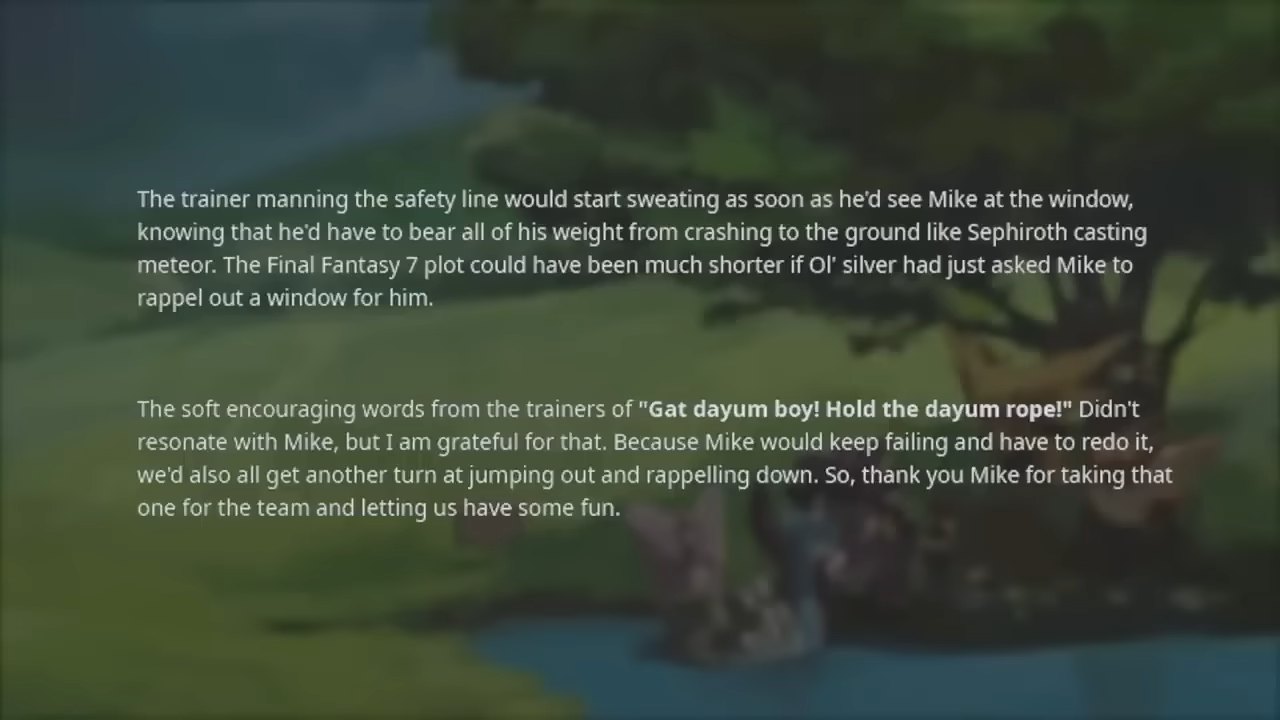 The trainer manning the safety line would start sweating as soon as he'd see Mike at the window,
knowing that he'd have to bear all of his weight from crashing to the ground like Sephiroth casting
meteor. The Final Fantasy 7 plot could have been much shorter if Ol' silver had just asked Mike to
rappel out a window for him.
The soft encouraging words from the trainers of "Gat dayum boy! Hold the dayum rope!" Didn't
resonate with Mike, but I am grateful for that. Because Mike would keep failing and have to redo it,
we'd also all get another turn at jumping out and rappelling down. So, thank you Mike for taking that
one for the team and letting us have some fun.